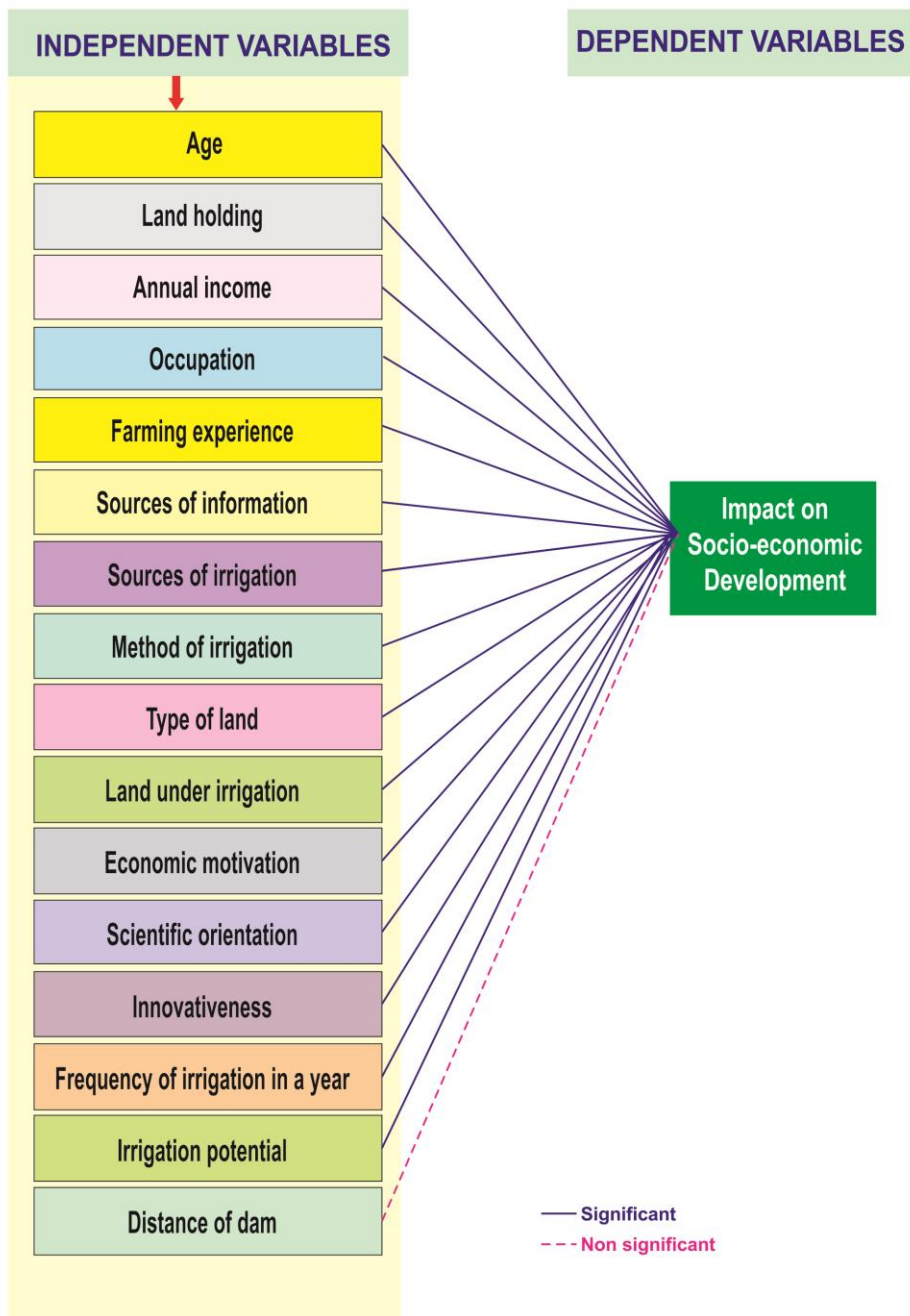 INDEPENDENT VARIABLES
DEPENDENT VARIABLES
Age
Land holding
Annual income
Occupation
Farming experience
Sources of information
Sources of irrigation
Method of irrigation
Type of land
Land under irrigation
Economic motivation
Scientific orientation
Innovativeness
Frequency of irrigation in a year
Irrigation potential
Distance of dam
Impact on
Socio-economic
Development
Significant
Non significant